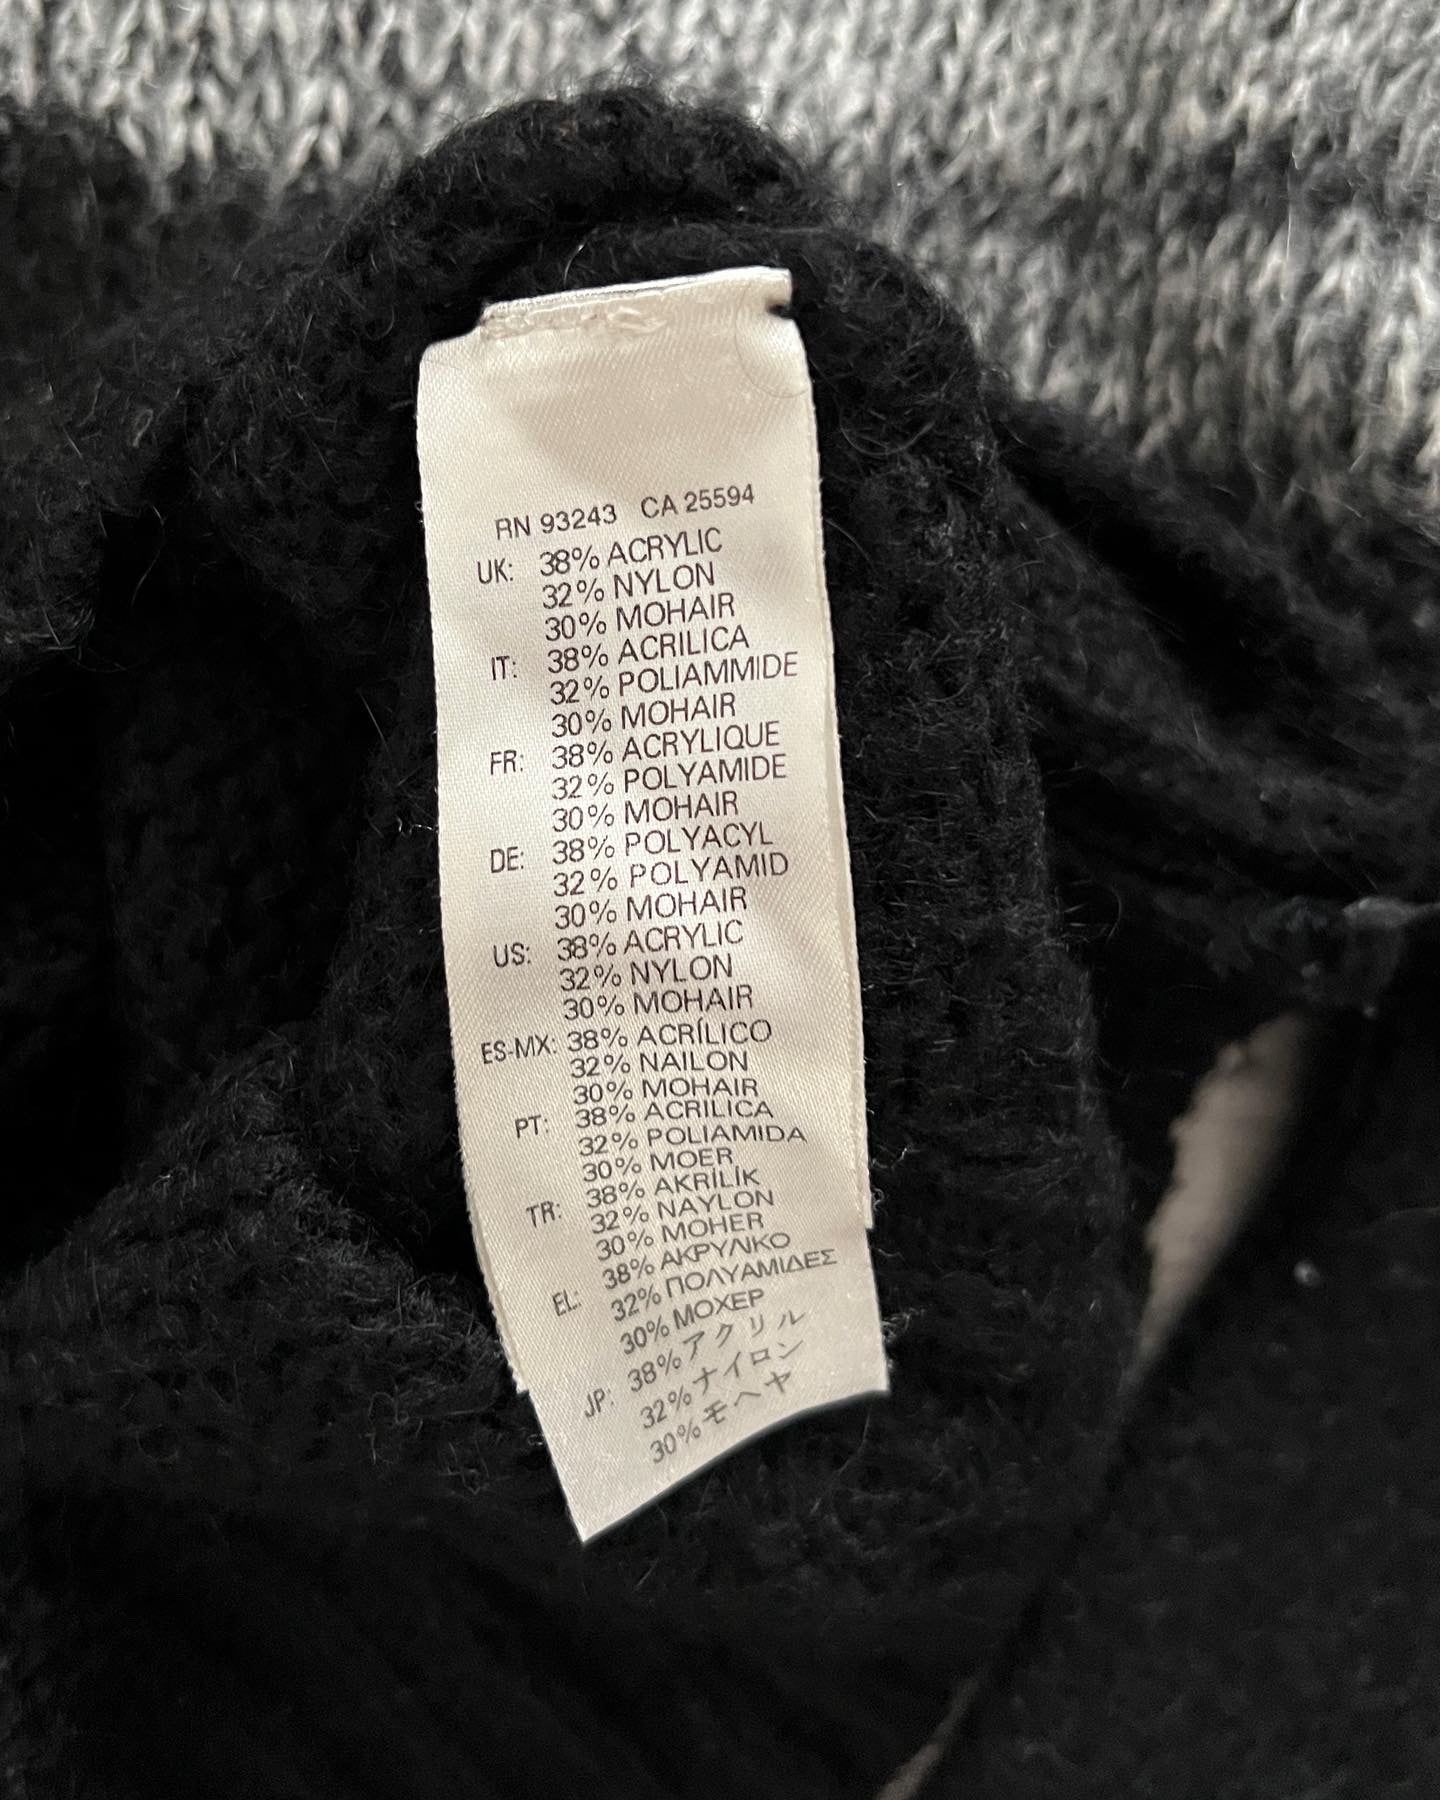 RN 93243 CA 25594
UK: 38% ACRYLIC
32% NYLON
30% MOHAIR
IT: 38% ACRILICA
32% POLIAMMIDE
30% MOHAIR
FR: 38% ACRYLIQUE
32% POLYAMIDE
30% MOHAIR
DE: 38% POLYACYL
32% POLYAMID
30% MOHAIR
US: 38% ACRYLIC
32% NYLON
30% MOHAIR
ES-MX: 38% ACRÍLICO
32% NAILON
30% MOHAIR
PT: 38% ACRILICA
32% POLIAMIDA
30% MOER
TR: 38% AKRİLİK
32% NAYLON
30% MOHER
EL: 38% ΑΚΡΥΛΚΟ
32% ΠΟΛΥΑΜΙΔΕΣ
30% ΜΟΧΕΡ
JP: 38% アクリル
32% ナイロン
30% モヘヤ